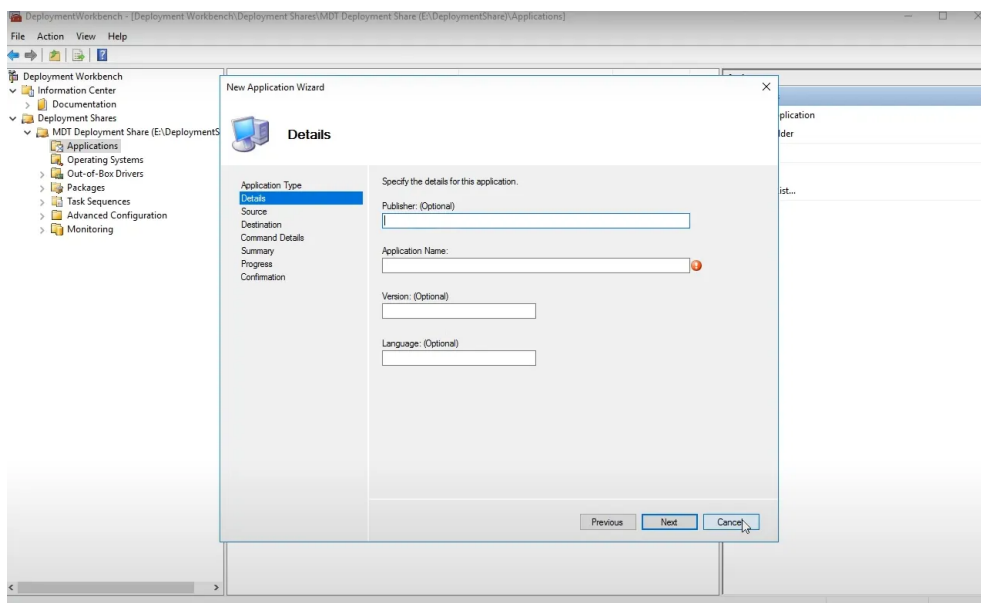 DeploymentWorkbench - [Deployment Workbench\Deployment Shares\MDT Deployment Share (E:\DeploymentShare)\Applications]
File Action View Help
Deployment Workbench
Information Center
Documentation
Deployment Shares
MDT Deployment Share (E:\DeploymentS
Applications
Operating Systems
Out-of-Box Drivers
Packages
Task Sequences
Advanced Configuration
Monitoring
New Application Wizard
Details
Application Type
Details
Source
Destination
Command Details
Summary
Progress
Confirmation
Specify the details for this application.
Publisher: (Optional)
Application Name:
Version: (Optional)
Language: (Optional)
Previous Next Cancel
plication
lder
ist...